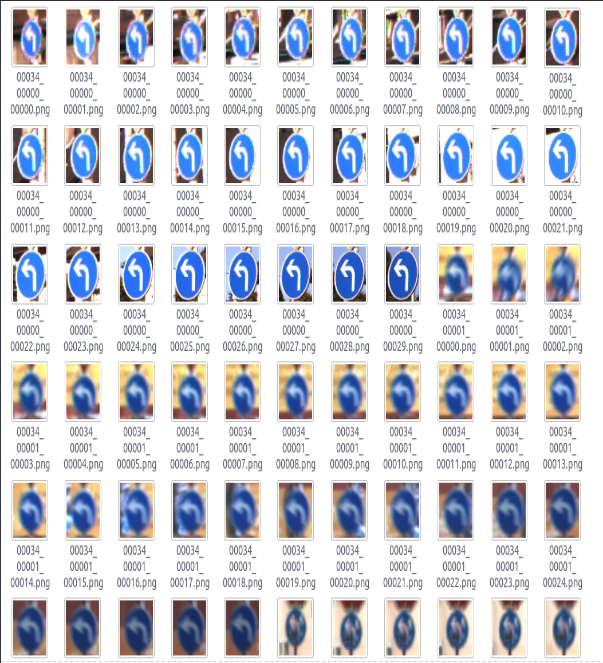 00034_ 00034_ 00034_ 00034_ 00034_ 00034_ 00034_ 00034_ 00034_ 00034_ 00034_
00000_ 00000_ 00000_ 00000_ 00000_ 00000_ 00000_ 00000_ 00000_ 00000_ 00000_
00000.png 00001.png 00002.png 00003.png 00004.png 00005.png 00006.png 00007.png 00008.png 00009.png 00010.png
00034_ 00034_ 00034_ 00034_ 00034_ 00034_ 00034_ 00034_ 00034_ 00034_ 00034_
00000_ 00000_ 00000_ 00000_ 00000_ 00000_ 00000_ 00000_ 00000_ 00000_ 00000_
00011.png 00012.png 00013.png 00014.png 00015.png 00016.png 00017.png 00018.png 00019.png 00020.png 00021.png
00034_ 00034_ 00034_ 00034_ 00034_ 00034_ 00034_ 00034_ 00034_ 00034_ 00034_
00000_ 00000_ 00000_ 00000_ 00000_ 00000_ 00000_ 00000_ 00001_ 00001_ 00001_
00022.png 00023.png 00024.png 00025.png 00026.png 00027.png 00028.png 00029.png 00000.png 00001.png 00002.png
00034_ 00034_ 00034_ 00034_ 00034_ 00034_ 00034_ 00034_ 00034_ 00034_ 00034_
00001_ 00001_ 00001_ 00001_ 00001_ 00001_ 00001_ 00001_ 00001_ 00001_ 00001_
00003.png 00004.png 00005.png 00006.png 00007.png 00008.png 00009.png 00010.png 00011.png 00012.png 00013.png
00034_ 00034_ 00034_ 00034_ 00034_ 00034_ 00034_ 00034_ 00034_ 00034_ 00034_
00001_ 00001_ 00001_ 00001_ 00001_ 00001_ 00001_ 00001_ 00001_ 00001_ 00001_
00014.png 00015.png 00016.png 00017.png 00018.png 00019.png 00020.png 00021.png 00022.png 00023.png 00024.png